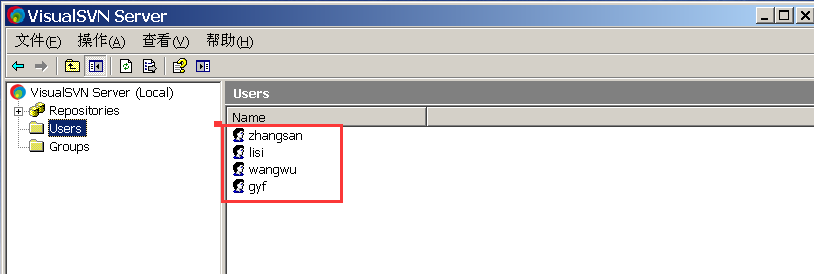 VisualSVN Server
文件(F) 操作(A) 查看(V) 帮助(H)
VisualSVN Server (Local)
Repositories
Users
Groups
Users
Name
zhangsan
lisi
wangwu
gyf